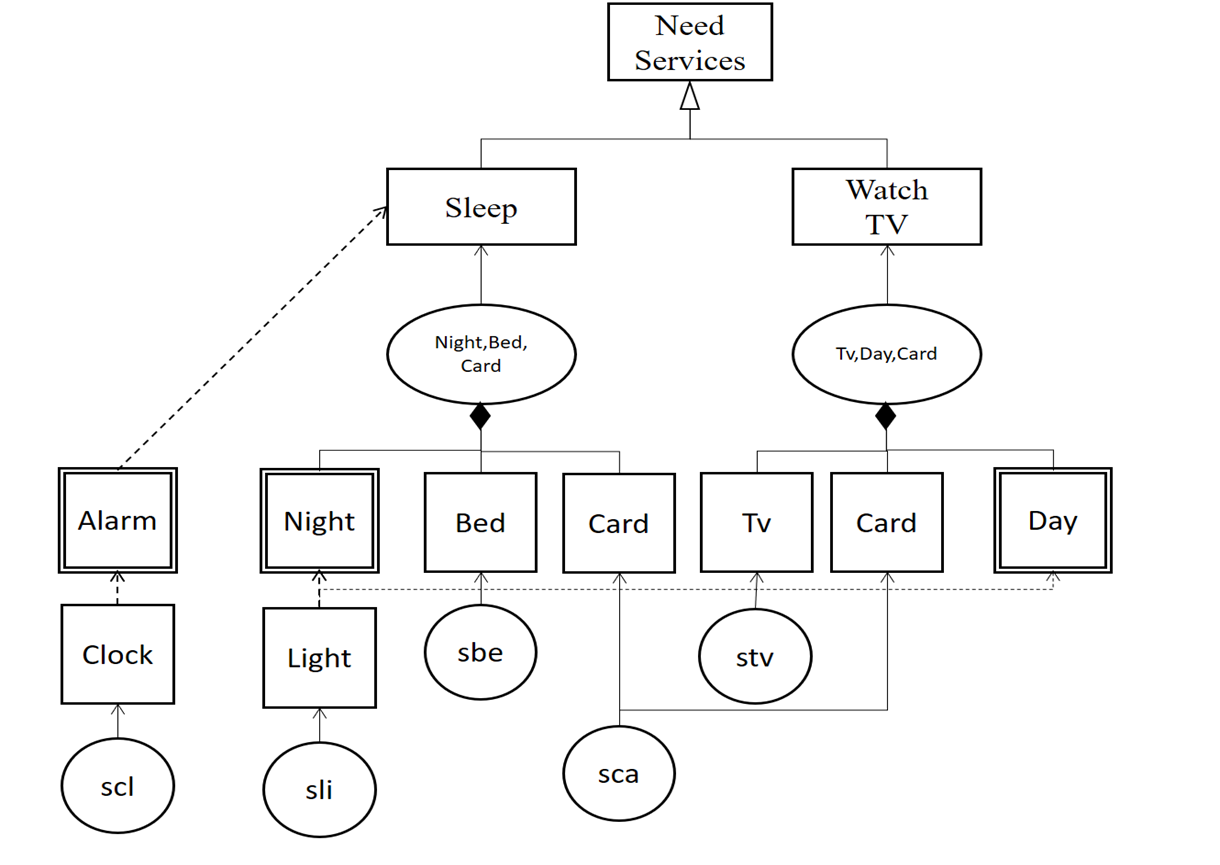 Need
Services
Sleep
Watch
TV
Night,Bed,
Card
Tv,Day,Card
Alarm
Night
Bed
Card
Tv
Card
Day
Clock
Light
sbe
stv
scl
sli
sca